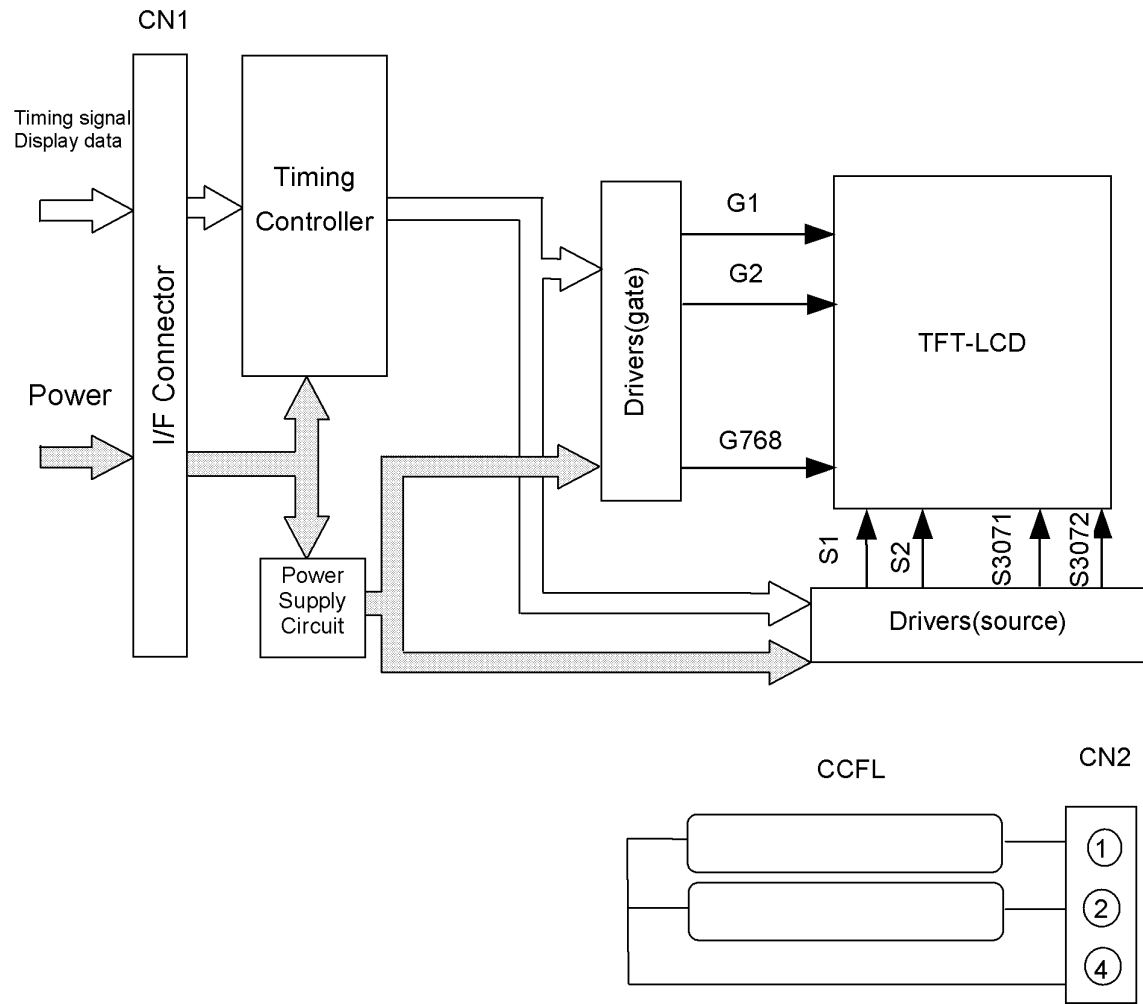 CN1
Timing signal
Display data
Power
I/F Connector
Timing
Controller
Power
Supply
Circuit
Drivers(gate)
G1
G2
G768
TFT-LCD
S1
S2
S3071
S3072
Drivers(source)
CCFL
CN2
1
2
4